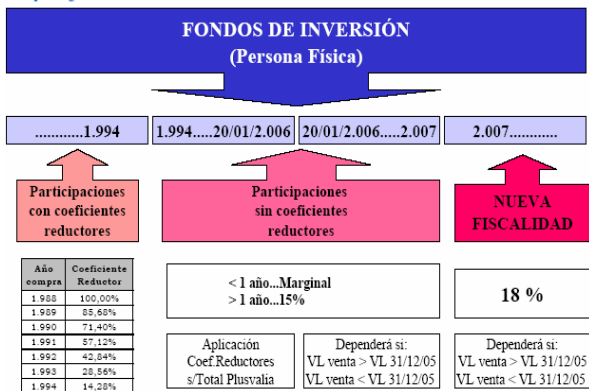 FONDOS DE INVERSIÓN
(Persona Física)
............1.994
1.994.....20/01/2.006
20/01/2.006.....2.007
2.007............
Participaciones
con coeficientes
reductores
Participaciones
sin coeficientes
reductores
NUEVA
FISCALIDAD
Año compra Coeficiente Reductor
1.988 100,00%
1.989 85,68%
1.990 71,40%
1.991 57,12%
1.992 42,84%
1.993 28,56%
1.994 14,28%
< 1 año...Marginal
> 1 año...15%
18 %
Aplicación
Coef.Reductores
s/Total Plusvalía
Dependerá si:
VL venta > VL 31/12/05
VL venta < VL 31/12/05
Dependerá si:
VL venta > VL 31/12/05
VL venta < VL 31/12/05